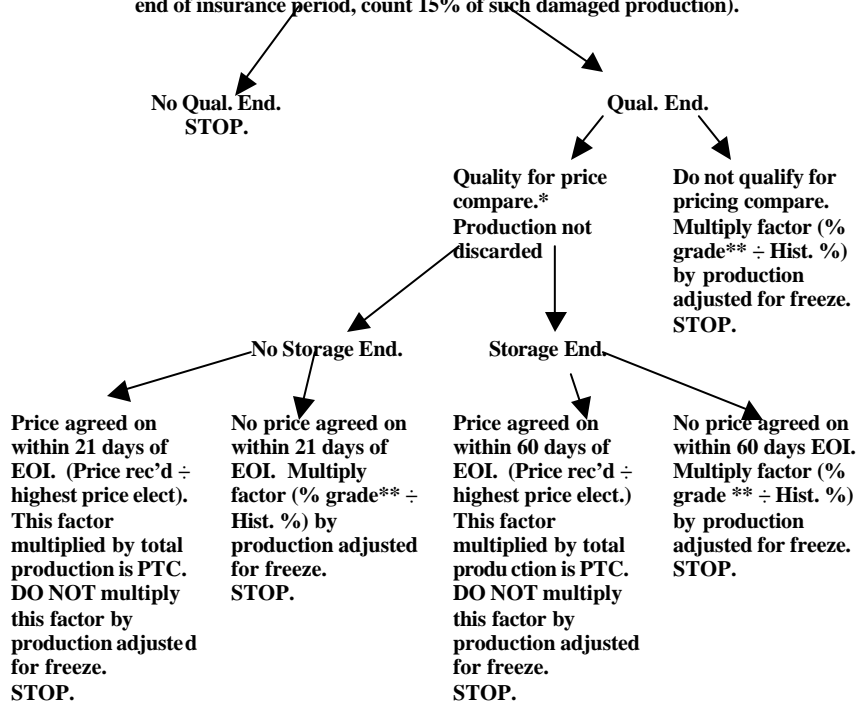 end of insurance period, count 15% of such damaged production).
No Qual. End.
STOP.
Qual. End.
Quality for price
compare.*
Production not
discarded
Do not qualify for
pricing compare.
Multiply factor (%
grade** ÷ Hist. %)
by production
adjusted for freeze.
STOP.
No Storage End.
Storage End.
Price agreed on
within 21 days of
EOI. (Price rec’d ÷
highest price elect).
This factor
multiplied by total
production is PTC.
DO NOT multiply
this factor by
production adjusted
for freeze.
STOP.
No price agreed on
within 21 days of
EOI. Multiply
factor (% grade** ÷
Hist. %) by
production adjusted
for freeze.
STOP.
Price agreed on
within 60 days of
EOI. (Price rec’d ÷
highest price elect.)
This factor
multiplied by total
produ ction is PTC.
DO NOT multiply
this factor by
production adjusted
for freeze.
STOP.
No price agreed on
within 60 days EOI.
Multiply factor (%
grade ** ÷ Hist. %)
by production
adjusted for freeze.
STOP.